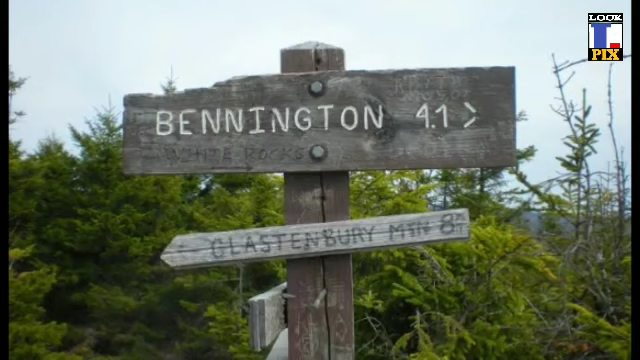 LOOK
L
PIX
BENNINGTON 4.1 >
WHITE ROCKS
GLASTENBURY MTN 8